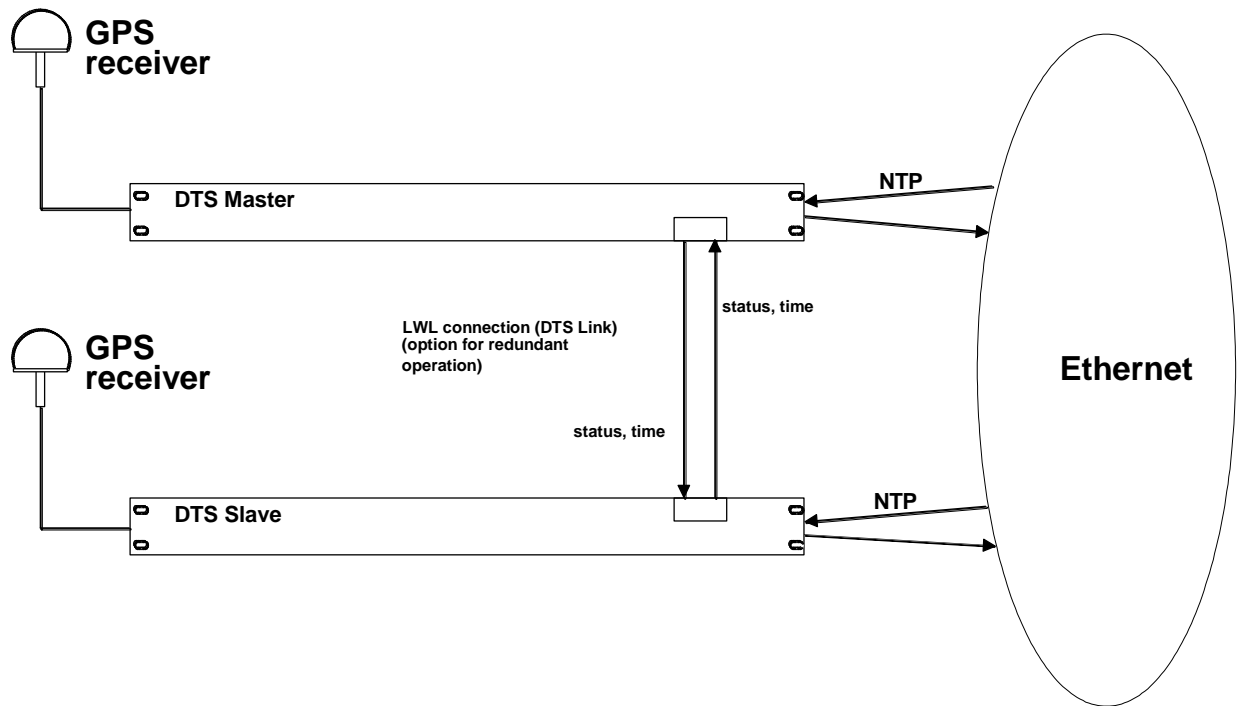 GPS
receiver
DTS Master
NTP
status, time
LWL connection (DTS Link)
(option for redundant
operation)
GPS
receiver
Ethernet
status, time
DTS Slave
NTP